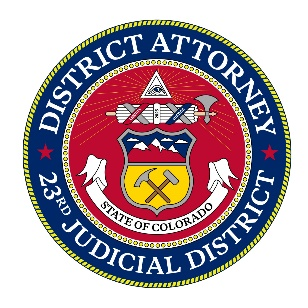 DISTRICT ATTORNEY
STATE OF COLORADO
23RD JUDICIAL DISTRICT